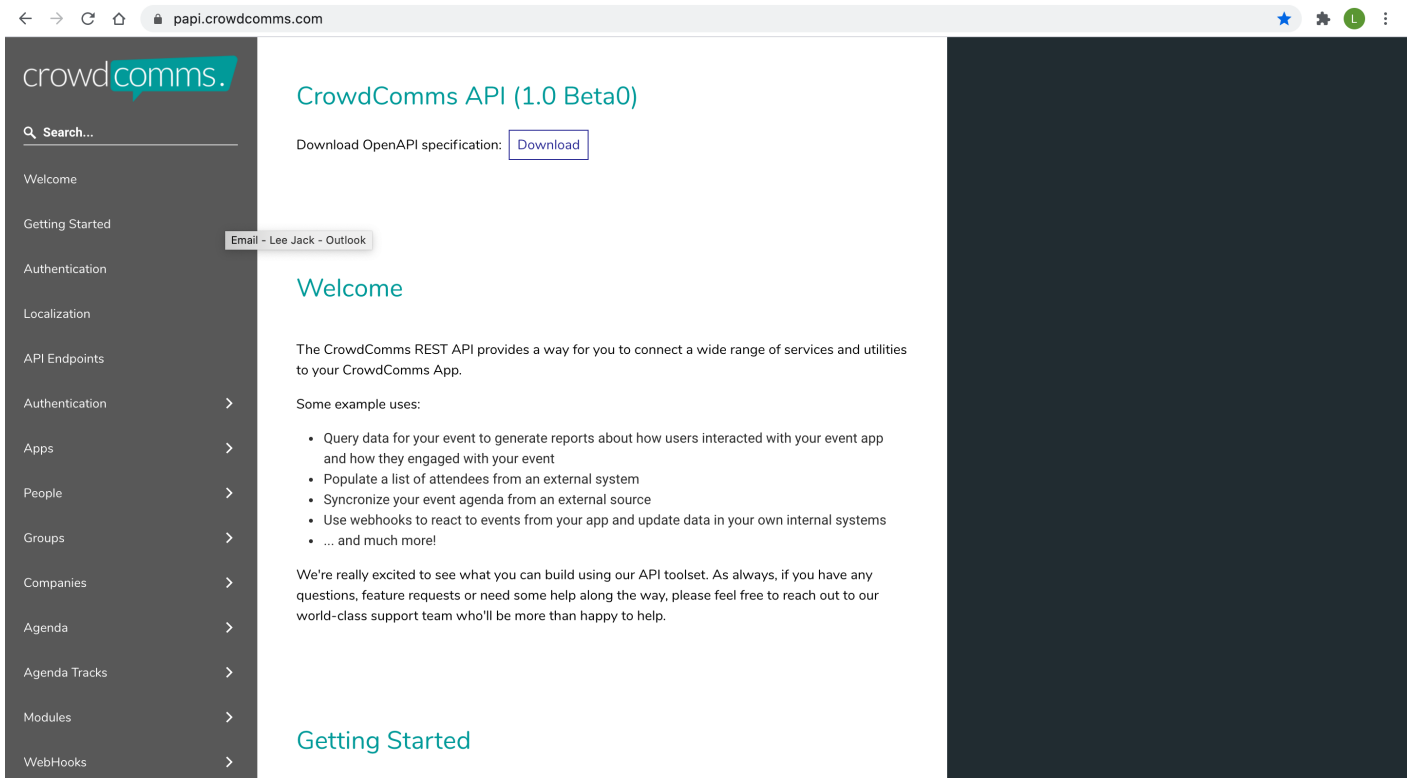 papi.crowdcomms.com
L
crowdcomms.
Search...
Welcome
Getting Started
Authentication
Localization
API Endpoints
Authentication
Apps
People
Groups
Companies
Agenda
Agenda Tracks
Modules
WebHooks
Email - Lee Jack - Outlook
CrowdComms API (1.0 Beta0)
Download OpenAPI specification: Download
Welcome
The CrowdComms REST API provides a way for you to connect a wide range of services and utilities
to your CrowdComms App.
Some example uses:
• Query data for your event to generate reports about how users interacted with your event app
and how they engaged with your event
• Populate a list of attendees from an external system
• Syncronize your event agenda from an external source
• Use webhooks to react to events from your app and update data in your own internal systems
• ... and much more!
We're really excited to see what you can build using our API toolset. As always, if you have any
questions, feature requests or need some help along the way, please feel free to reach out to our
world-class support team who'll be more than happy to help.
Getting Started